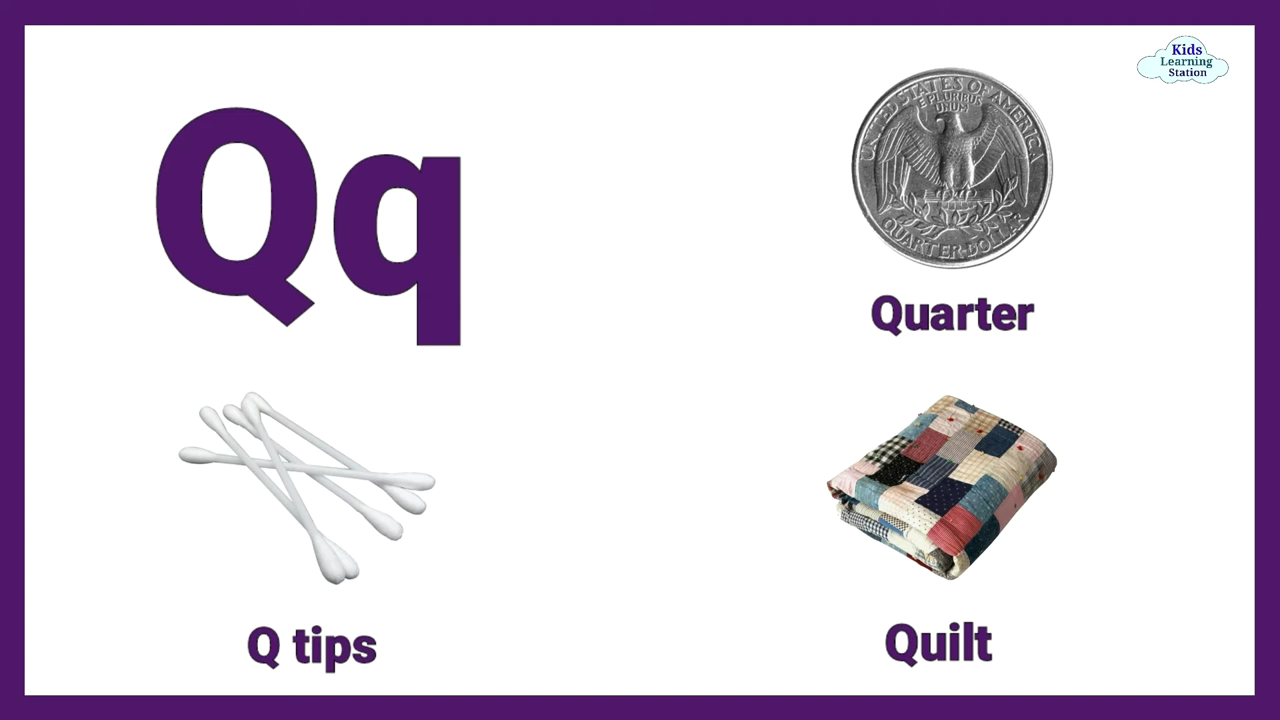 Qq
Kids
Learning
Station
UNITED STATES OF AMERICA
E PLURIBUS
UNUM
QUARTER DOLLAR
Quarter
Q tips
Quilt